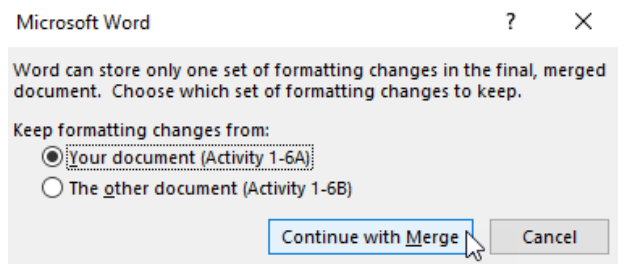 Microsoft Word ?
Word can store only one set of formatting changes in the final, merged
document. Choose which set of formatting changes to keep.
Keep formatting changes from:
Your document (Activity 1-6A)
The other document (Activity 1-6B)
Continue with Merge Cancel